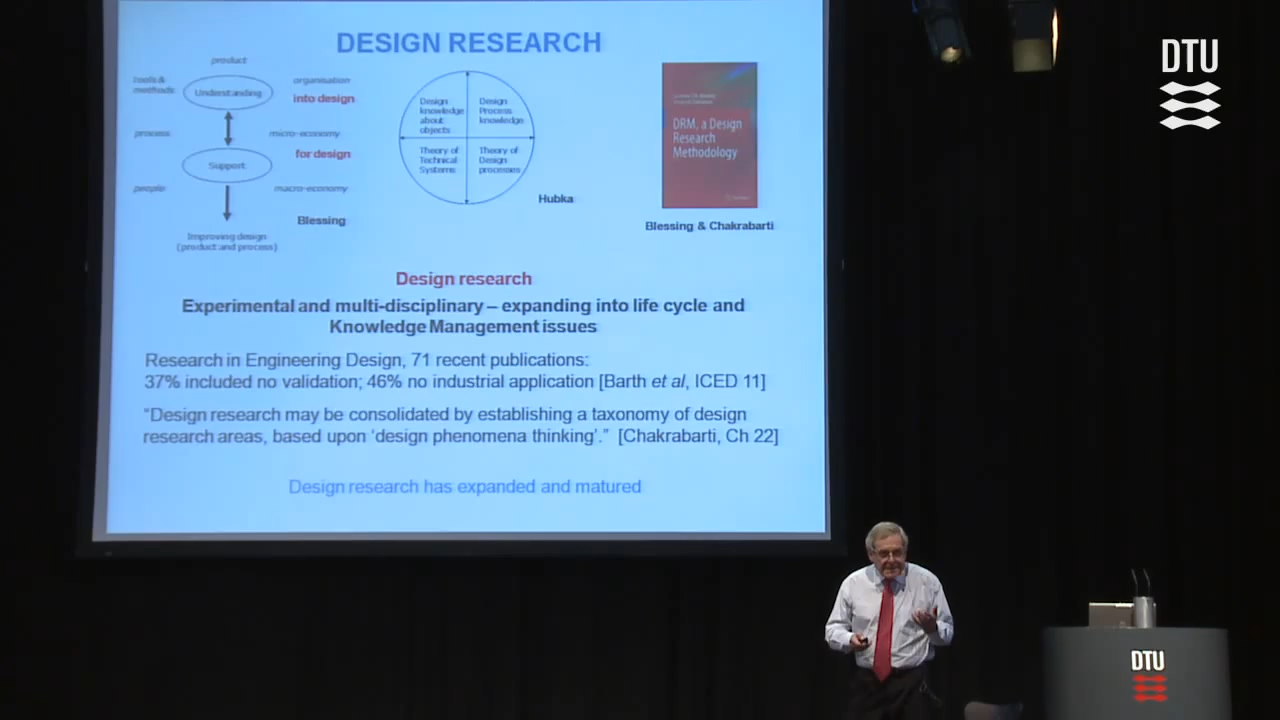 DESIGN RESEARCH
product
tools &
methods
Understanding
organisation
into design
process
micro-economy
Support
for design
people
macro-economy
Blessing
Improving design
(product and process)
Design
knowledge
about
objects
Design
Process
knowledge
Theory of
Technical
Systems
Theory of
Design
processes
Hubka
DRM, a Design
Research
Methodology
Blessing & Chakrabarti
Design research
Experimental and multi-disciplinary – expanding into life cycle and
Knowledge Management issues
Research in Engineering Design, 71 recent publications:
37% included no validation; 46% no industrial application [Barth et al, ICED 11]
“Design research may be consolidated by establishing a taxonomy of design
research areas, based upon ‘design phenomena thinking’.” [Chakrabarti, Ch 22]
Design research has expanded and matured
DTU
DTU